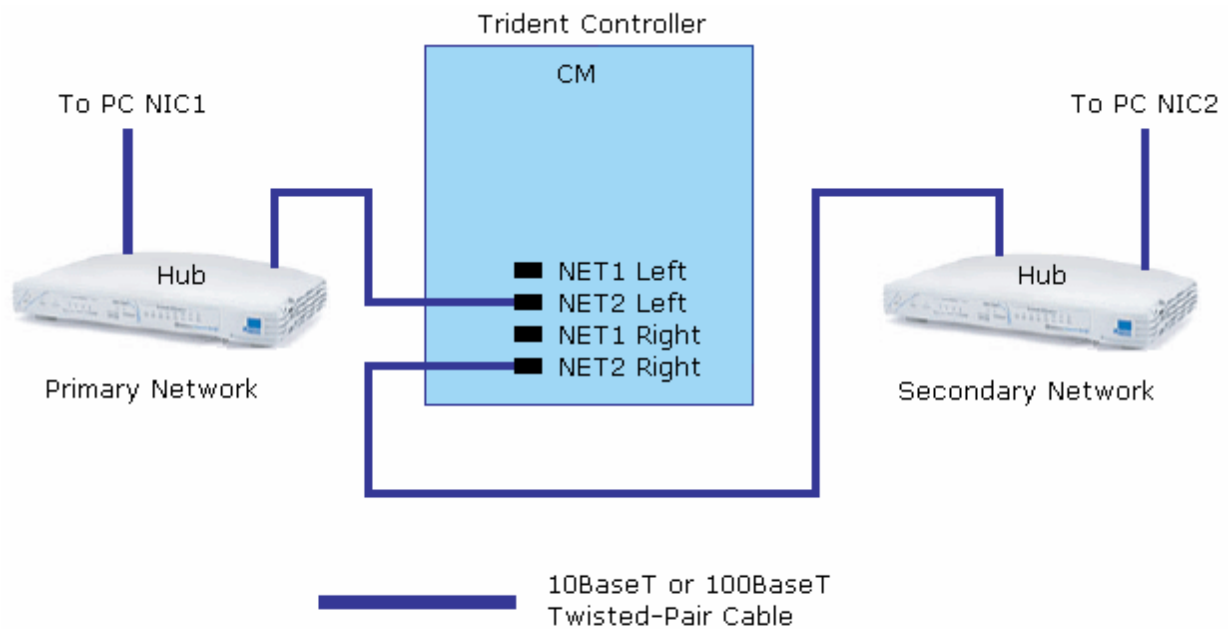 Trident Controller
CM
To PC NIC1
To PC NIC2
Hub
Hub
NET1 Left
NET2 Left
NET1 Right
NET2 Right
Primary Network
Secondary Network
10BaseT or 100BaseT
Twisted-Pair Cable